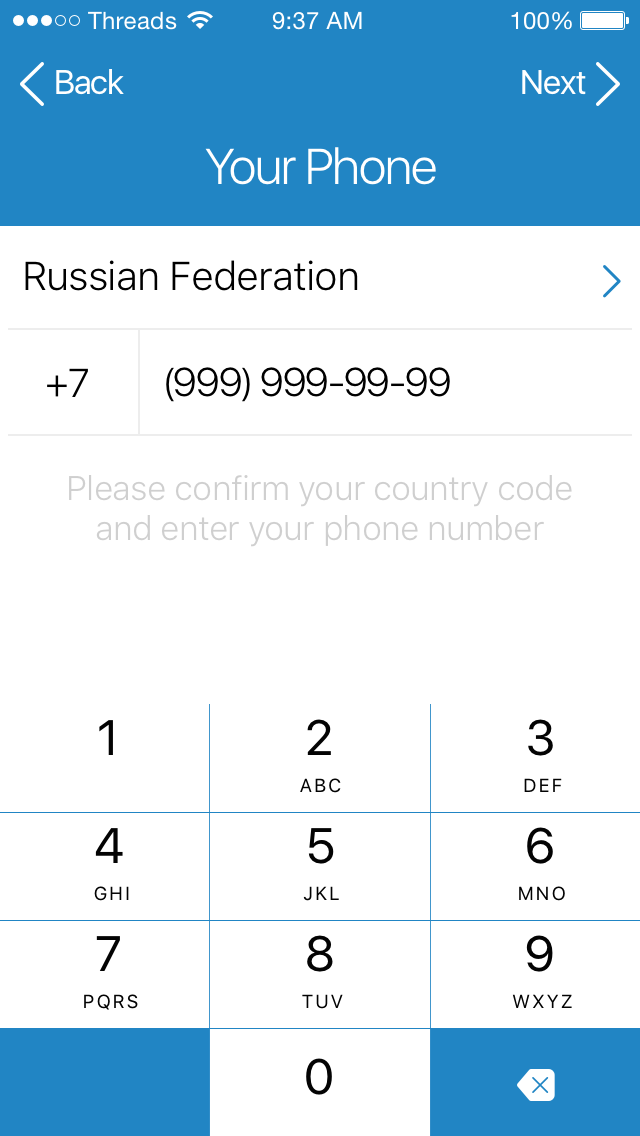 Threads 9:37 AM 100%
Back Next
Your Phone
Russian Federation
+7 (999) 999-99-99
Please confirm your country code
and enter your phone number
1 2 3
ABC DEF
4 5 6
GHI JKL MNO
7 8 9
PQRS TUV WXYZ
0